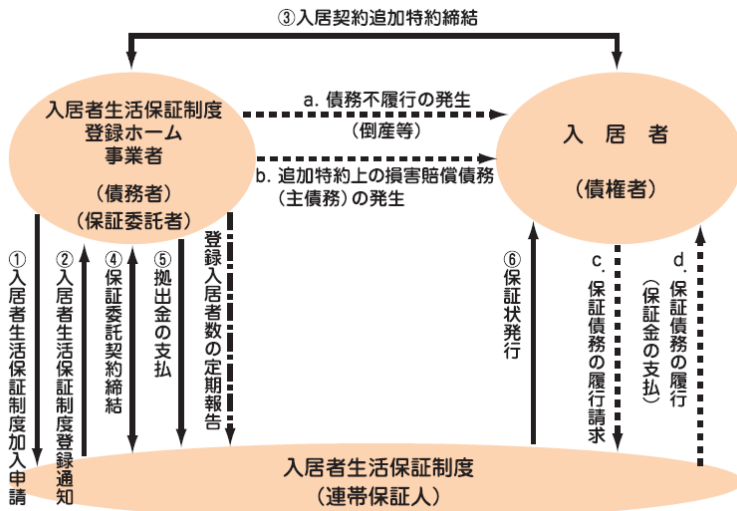 ③入居契約追加特約締結
入居者生活保証制度
登録ホーム
事業者
（債務者）
（保証委託者）
a. 債務不履行の発生
（倒産等）
b. 追加特約上の損害賠償債務
（主債務）の発生
入　居　者
（債権者）
①入居者生活保証制度加入申請
②入居者生活保証制度登録通知
④保証委託契約締結
⑤拠出金の支払
登録入居者数の定期報告
⑥保証状発行
c. 保証債務の履行請求
d. 保証債務の履行
（保証金の支払）
入居者生活保証制度
（連帯保証人）